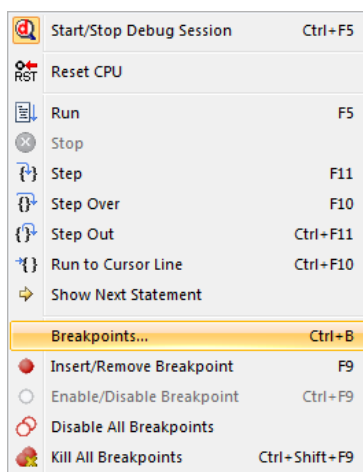 Start/Stop Debug Session Ctrl+F5
RST Reset CPU
Run F5
Stop
Step F11
Step Over F10
Step Out Ctrl+F11
Run to Cursor Line Ctrl+F10
Show Next Statement
Breakpoints... Ctrl+B
Insert/Remove Breakpoint F9
Enable/Disable Breakpoint Ctrl+F9
Disable All Breakpoints
Kill All Breakpoints Ctrl+Shift+F9